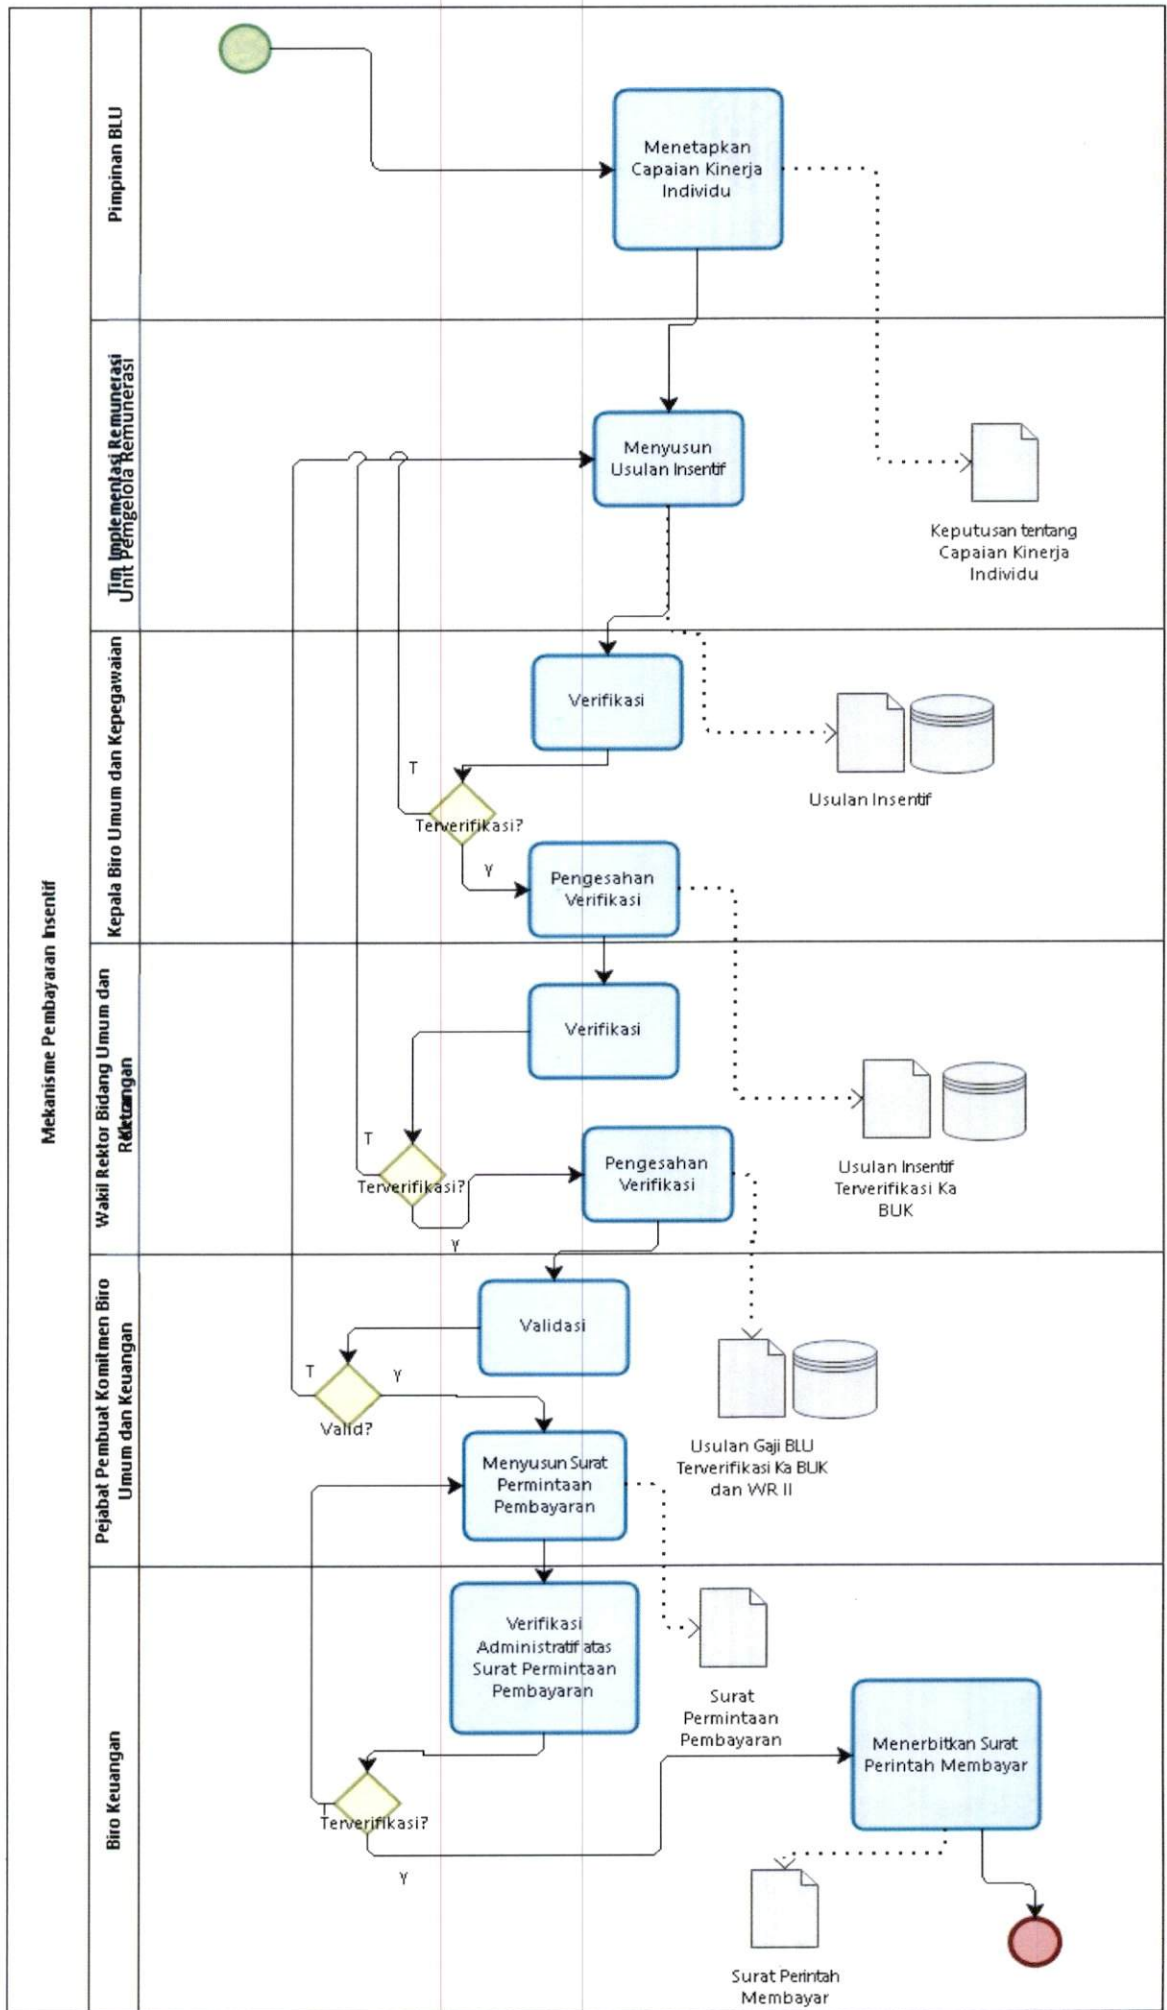 Mekanisme Pembayaran Insentif
Pimpinan BLU
Menetapkan
Capaian Kinerja
Individu
Tim Implementasi Remunerasi
Unit Pemgelola Remunerasi
Menyusun
Usulan Insentif
Keputusan tentang
Capaian Kinerja
Individu
Kepala Biro Umum dan Kepegawaian
Verifikasi
T
Terverifikasi?
Y
Pengesahan
Verifikasi
Usulan Insentif
Wakil Rektor Bidang Umum dan
Keuangan
Verifikasi
T
Terverifikasi?
Y
Pengesahan
Verifikasi
Usulan Insentif
Terverifikasi Ka
BUK
Pejabat Pembuat Komitmen Biro
Umum dan Keuangan
Validasi
T
Y
Valid?
Menyusun Surat
Permintaan
Pembayaran
Usulan Gaji BLU
Terverifikasi Ka BUK
dan WR II
Biro Keuangan
Verifikasi
Administratif atas
Surat Permintaan
Pembayaran
Surat
Permintaan
Pembayaran
T
Terverifikasi?
Y
Menerbitkan Surat
Perintah Membayar
Surat Perintah
Membayar